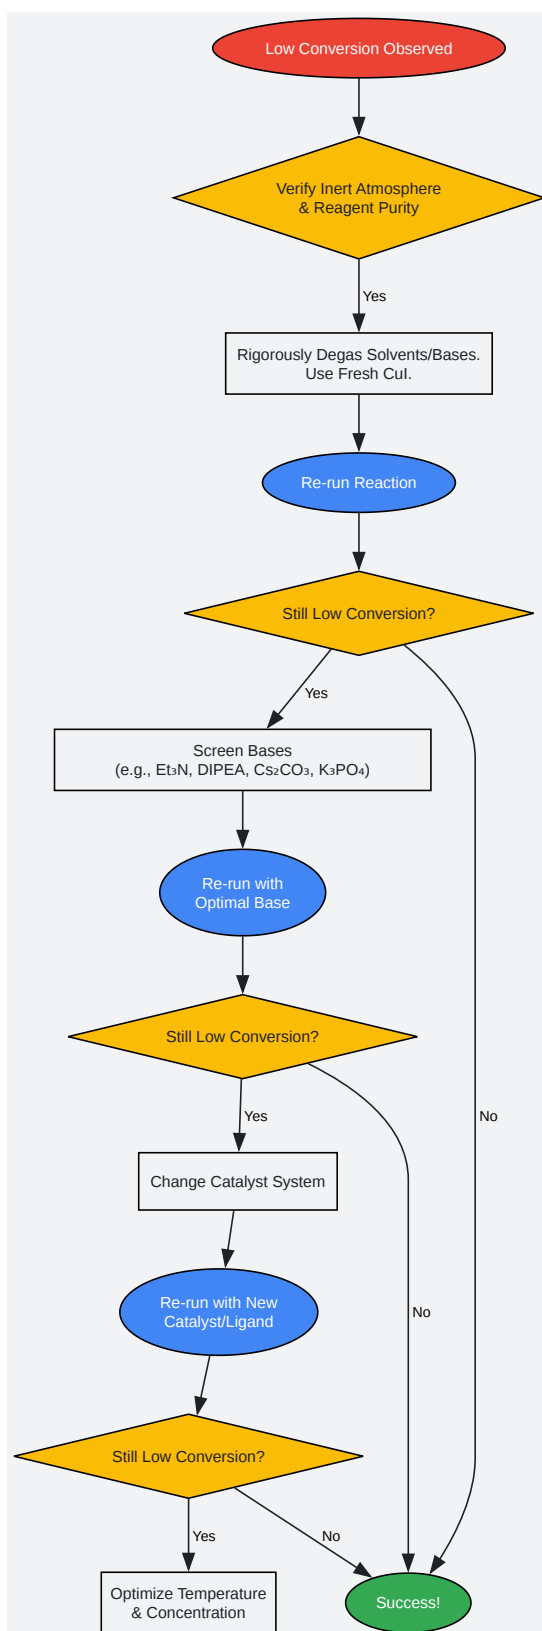 Low Conversion Observed
Verify Inert Atmosphere
& Reagent Purity
Yes
Rigorously Degas Solvents/Bases.
Use Fresh CuI.
Re-run Reaction
Still Low Conversion?
Yes
Screen Bases
(e.g., Et₃N, DIPEA, Cs₂CO₃, K₃PO₄)
Re-run with
Optimal Base
Still Low Conversion?
Yes
No
Change Catalyst System
Re-run with New
Catalyst/Ligand
No
Still Low Conversion?
Yes
No
Optimize Temperature
& Concentration
Success!